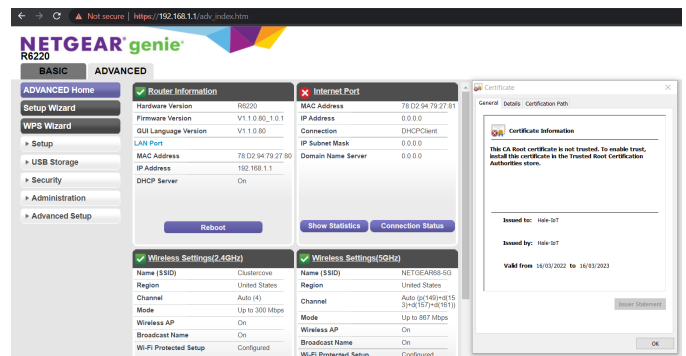 Not secure | https://192.168.1.1/adv_index.htm
NETGEAR genie
R6220
BASIC ADVANCED
ADVANCED Home
Setup Wizard
WPS Wizard
Setup
USB Storage
Security
Administration
Advanced Setup
Router Information
Hardware Version R6220
Firmware Version V1.1.0.80_1.0.1
GUI Language Version V1.1.0.80
LAN Port
MAC Address 78:D2:94:79:27:80
IP Address 192.168.1.1
DHCP Server On
Reboot
Internet Port
MAC Address 78:D2:94:79:27:81
IP Address 0.0.0.0
Connection DHCPClient
IP Subnet Mask 0.0.0.0
Domain Name Server 0.0.0.0
Show Statistics Connection Status
Wireless Settings(2.4GHz)
Name (SSID) Clustercove
Region United States
Channel Auto (4)
Mode Up to 300 Mbps
Wireless AP On
Broadcast Name On
Wi-Fi Protected Setup Configured
Wireless Settings(5GHz)
Name (SSID) NETGEAR68-5G
Region United States
Channel Auto (p(149)+d(15
3)+d(157)+d(161))
Mode Up to 867 Mbps
Wireless AP On
Broadcast Name On
Wi-Fi Protected Setup Configured
Certificate
General Details Certification Path
Certificate Information
This CA Root certificate is not trusted. To enable trust,
install this certificate in the Trusted Root Certification
Authorities store.
Issued to: Hale-IoT
Issued by: Hale-IoT
Valid from 16/03/2022 to 16/03/2023
Issuer Statement
OK